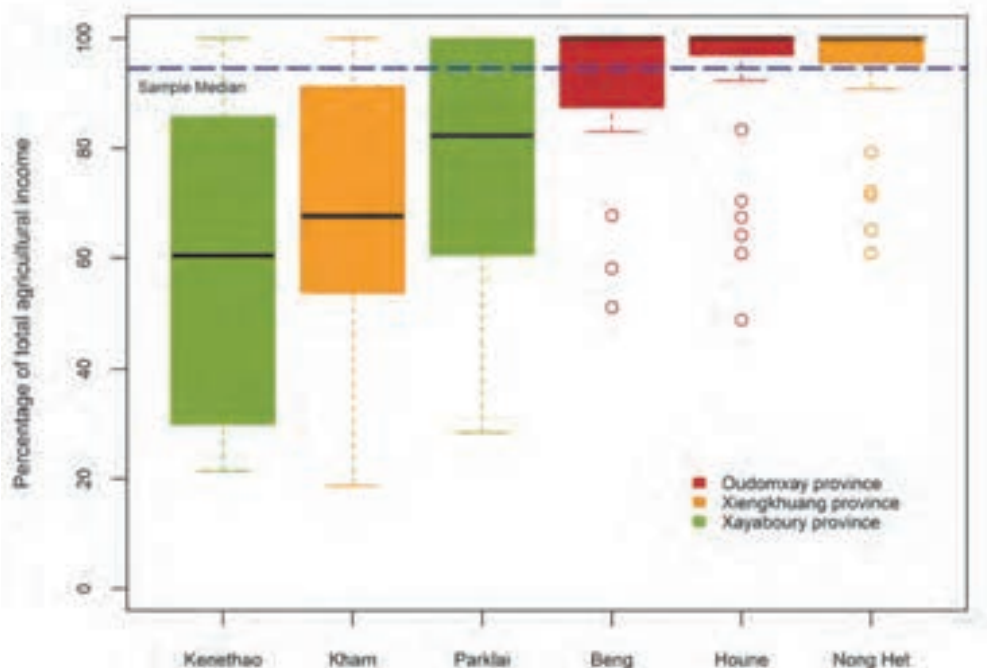 Percentage of total agricultural income
100
80
60
40
20
0
Sample Median
Oudomxay province
Xiengkhuang province
Xayaboury province
Kenethao Kham Parklai Beng Houne Nong Het